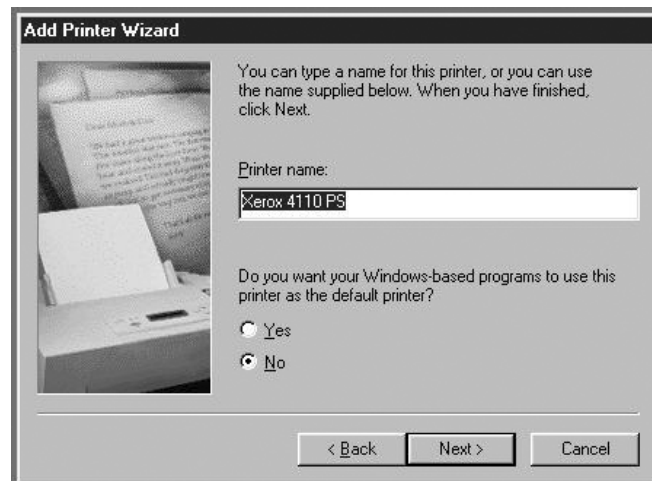 Add Printer Wizard
You can type a name for this printer, or you can use
the name supplied below. When you have finished,
click Next.
Printer name:
Xerox 4110 PS
Do you want your Windows-based programs to use this
printer as the default printer?
Yes
No
< Back
Next >
Cancel